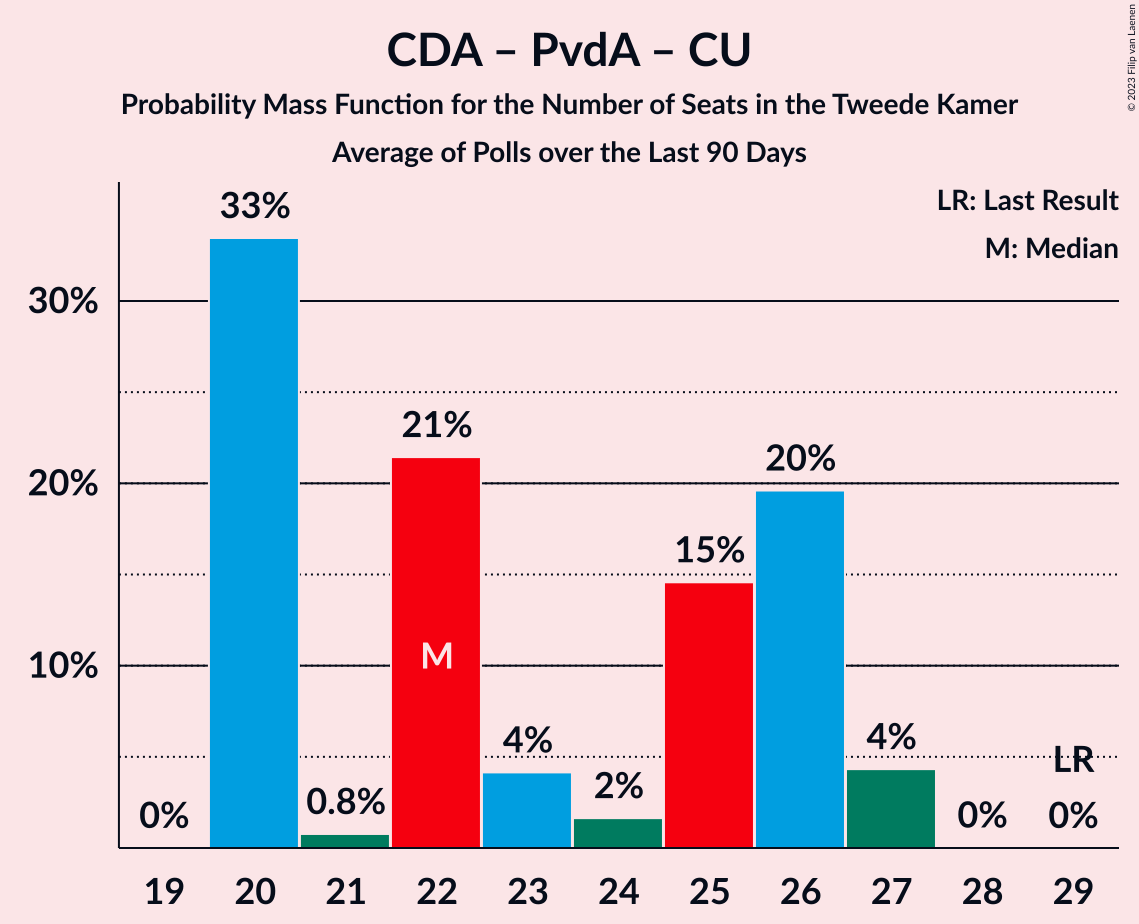 CDA – PvdA – CU
Probability Mass Function for the Number of Seats in the Tweede Kamer
Average of Polls over the Last 90 Days
© 2023 Filip van Laenen
LR: Last Result
M: Median
30%
20%
10%
0%
33%
0.8%
21%
M
4%
2%
15%
20%
4%
0%
LR
0%
19 20 21 22 23 24 25 26 27 28 29